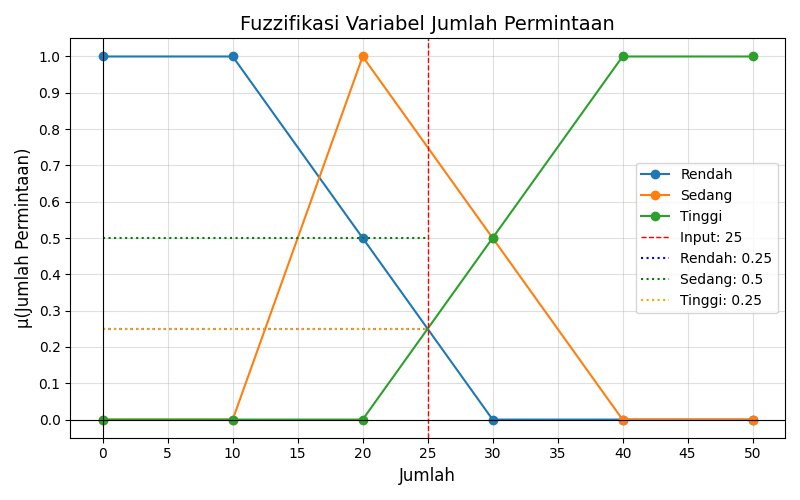 Fuzzifikasi Variabel Jumlah Permintaan
1.0
0.9
0.8
0.7
0.6
0.5
0.4
0.3
0.2
0.1
0.0
μ(Jumlah Permintaan)
Rendah
Sedang
Tinggi
Input: 25
Rendah: 0.25
Sedang: 0.5
Tinggi: 0.25
0 5 10 15 20 25 30 35 40 45 50
Jumlah